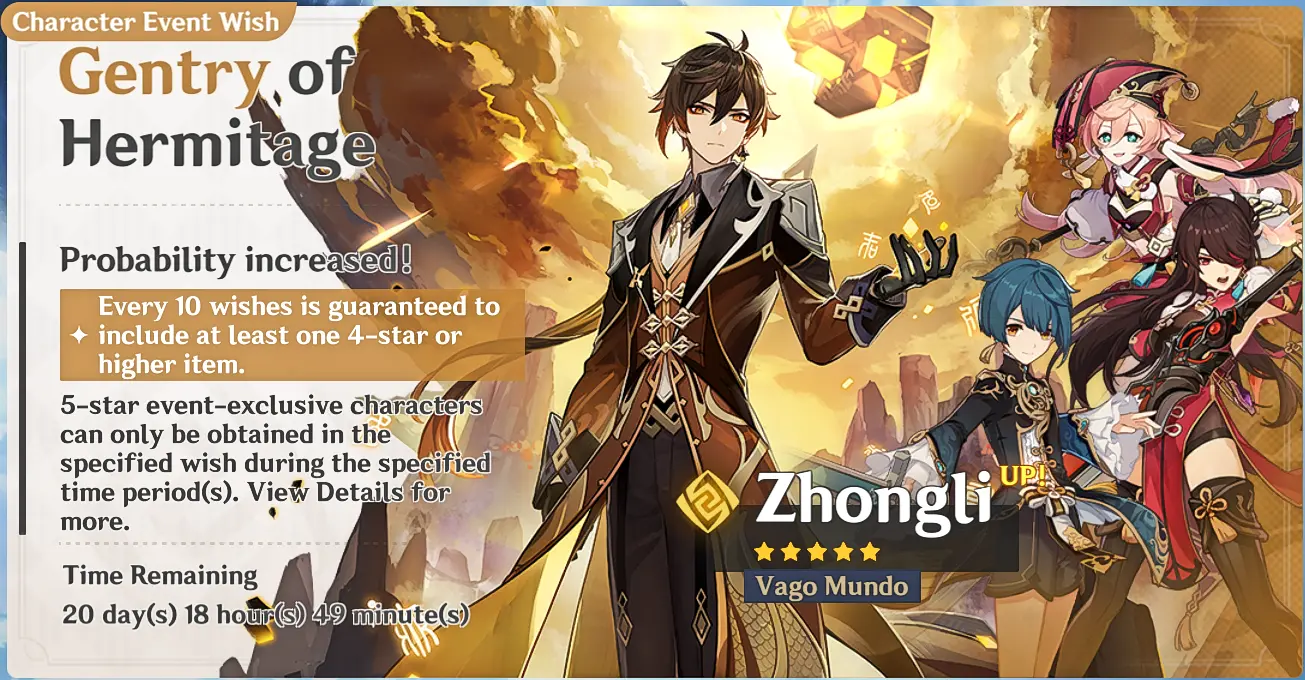 Character Event Wish
Gentry of
Hermitage
Probability increased!
Every 10 wishes is guaranteed to
include at least one 4-star or
higher item.
5-star event-exclusive characters
can only be obtained in the
specified wish during the specified
time period(s). View Details for
more.
Time Remaining
20 day(s) 18 hour(s) 49 minute(s)
Zhongli UP!
Vago Mundo